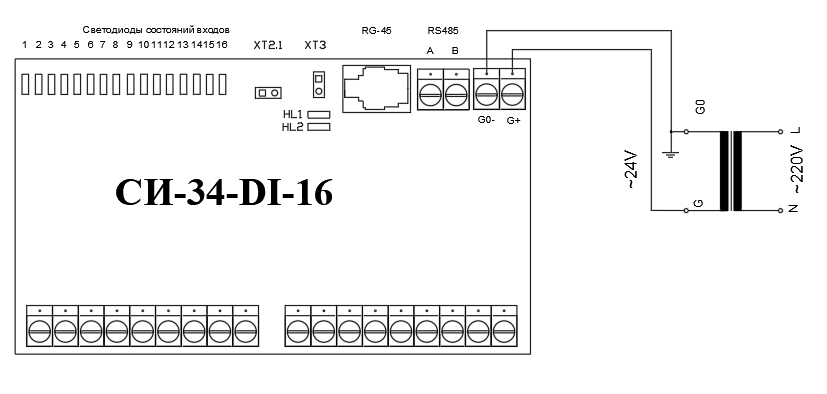 Светодиоды состояний входов
1 2 3 4 5 6 7 8 9 10 11 12 13 14 15 16
XT2.1
XT3
RG-45
RS485
A B
HL1
HL2
G0- G+
СИ-34-DI-16
~24V
G0
G
L
N
~220V